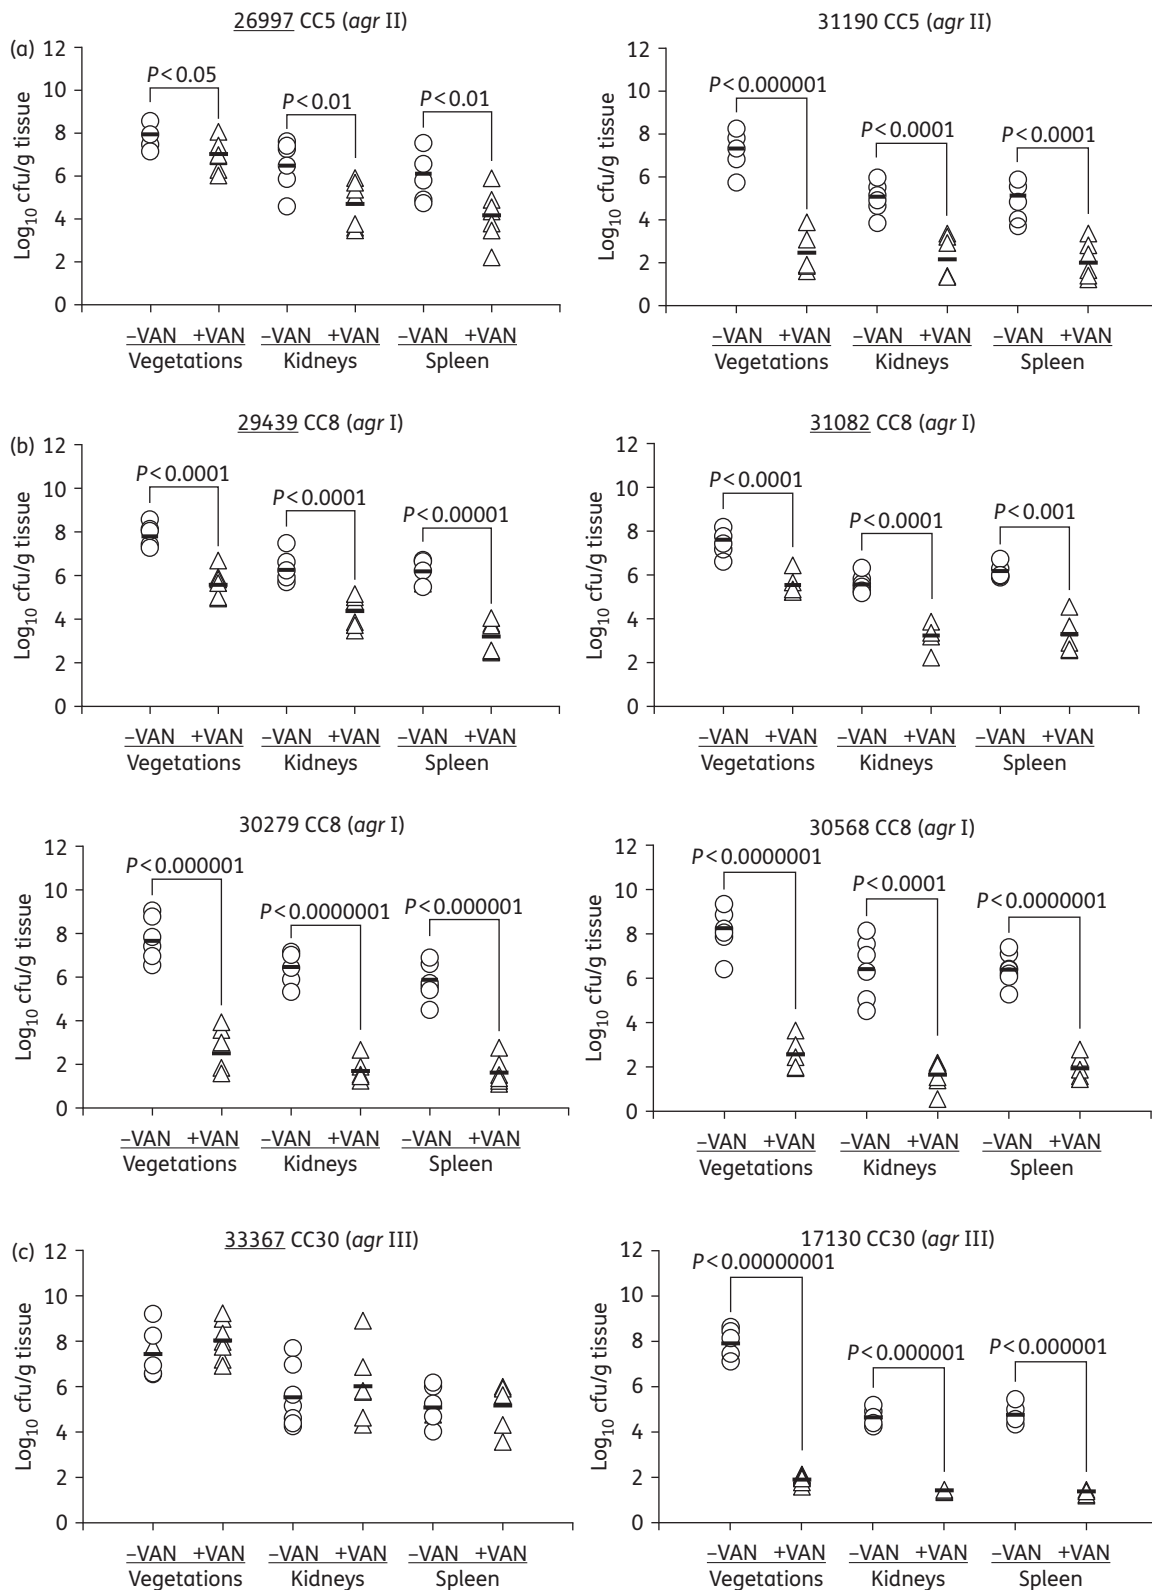 26997 CC5 (agr II)
31190 CC5 (agr II)
(a)
12
10
8
6
4
2
0
Log10 cfu/g tissue
P<0.05
P<0.01
P<0.01
–VAN +VAN –VAN +VAN –VAN +VAN
Vegetations Kidneys Spleen
12
10
8
6
4
2
0
Log10 cfu/g tissue
P<0.000001
P<0.0001
P<0.0001
–VAN +VAN –VAN +VAN –VAN +VAN
Vegetations Kidneys Spleen
29439 CC8 (agr I)
31082 CC8 (agr I)
(b)
12
10
8
6
4
2
0
Log10 cfu/g tissue
P<0.0001
P<0.0001
P<0.00001
–VAN +VAN –VAN +VAN –VAN +VAN
Vegetations Kidneys Spleen
12
10
8
6
4
2
0
Log10 cfu/g tissue
P<0.0001
P<0.0001
P<0.001
–VAN +VAN –VAN +VAN –VAN +VAN
Vegetations Kidneys Spleen
30279 CC8 (agr I)
30568 CC8 (agr I)
12
10
8
6
4
2
0
Log10 cfu/g tissue
P<0.000001
P<0.0000001
P<0.000001
–VAN +VAN –VAN +VAN –VAN +VAN
Vegetations Kidneys Spleen
12
10
8
6
4
2
0
Log10 cfu/g tissue
P<0.0000001
P<0.0001
P<0.0000001
–VAN +VAN –VAN +VAN –VAN +VAN
Vegetations Kidneys Spleen
33367 CC30 (agr III)
17130 CC30 (agr III)
(c)
12
10
8
6
4
2
0
Log10 cfu/g tissue
–VAN +VAN –VAN +VAN –VAN +VAN
Vegetations Kidneys Spleen
12
10
8
6
4
2
0
Log10 cfu/g tissue
P<0.00000001
P<0.000001
P<0.000001
–VAN +VAN –VAN +VAN –VAN +VAN
Vegetations Kidneys Spleen